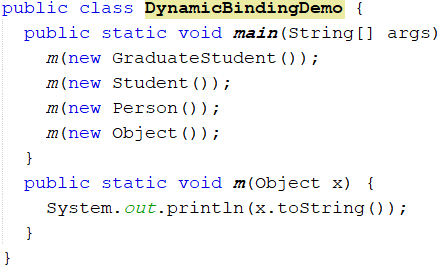 public class DynamicBindingDemo {
  public static void main(String[] args)
    m(new GraduateStudent());
    m(new Student());
    m(new Person());
    m(new Object());
  }
  public static void m(Object x) {
    System.out.println(x.toString());
  }
}